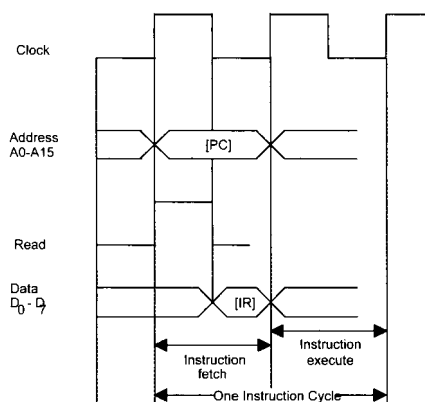 Clock
Address
A0-A15
[PC]
Read
Data
D0 - D7
[IR]
Instruction
fetch
Instruction
execute
One Instruction Cycle